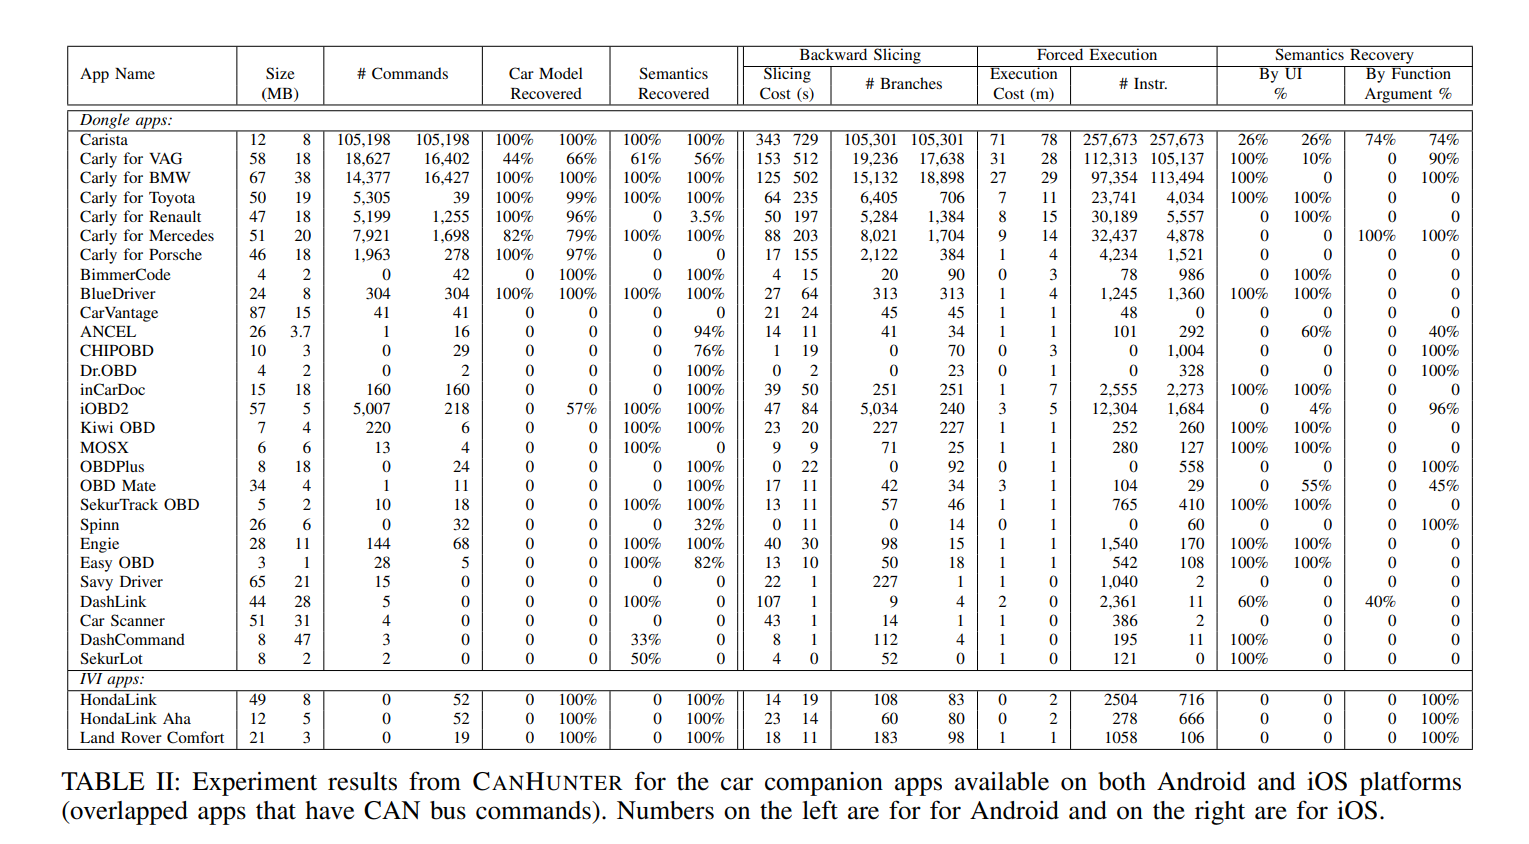 Backward Slicing Forced Execution Semantics Recovery
App Name Size # Commands Car Model Semantics Slicing # Branches Execution # Instr. By UI By Function
(MB) Recovered Recovered Cost (s) Cost (m) % Argument %
Dongle apps:
Carista 12 8 105,198 105,198 100% 100% 100% 100% 343 729 105,301 105,301 71 78 257,673 257,673 26% 26% 74% 74%
Carly for VAG 58 18 18,627 16,402 44% 66% 61% 56% 153 512 19,236 17,638 31 28 112,313 105,137 100% 10% 0 90%
Carly for BMW 67 38 14,377 16,427 100% 100% 100% 100% 125 502 15,132 18,898 27 29 97,354 113,494 100% 0 0 100%
Carly for Toyota 50 19 5,305 39 100% 99% 100% 100% 64 235 6,405 706 7 11 23,741 4,034 100% 100% 0 0
Carly for Renault 47 18 5,199 1,255 100% 96% 0 3.5% 50 197 5,284 1,384 8 15 30,189 5,557 0 100% 0 0
Carly for Mercedes 51 20 7,921 1,698 82% 79% 100% 100% 88 203 8,021 1,704 9 14 32,437 4,878 0 0 100% 100%
Carly for Porsche 46 18 1,963 278 100% 97% 0 0 17 155 2,122 384 1 4 4,234 1,521 0 0 0 0
BimmerCode 4 2 0 42 0 100% 0 100% 4 15 20 90 0 3 78 986 0 100% 0 0
BlueDriver 24 8 304 304 100% 100% 100% 100% 27 64 313 313 1 4 1,245 1,360 100% 100% 0 0
CarVantage 87 15 41 41 0 0 0 0 21 24 45 45 1 1 48 0 0 0 0 0
ANCEL 26 3.7 1 16 0 0 0 94% 14 11 41 34 1 1 101 292 0 60% 0 40%
CHIPOBD 10 3 0 29 0 0 0 76% 1 19 0 70 0 3 0 1,004 0 0 0 100%
Dr.OBD 4 2 0 2 0 0 0 100% 0 2 0 23 0 1 0 328 0 0 0 100%
inCarDoc 15 18 160 160 0 0 0 100% 39 50 251 251 1 7 2,555 2,273 100% 100% 0 0
iOBD2 57 5 5,007 218 0 57% 100% 100% 47 84 5,034 240 3 5 12,304 1,684 0 4% 0 96%
Kiwi OBD 7 4 220 6 0 0 100% 100% 23 20 227 227 1 1 252 260 100% 100% 0 0
MOSX 6 6 13 4 0 0 100% 0 9 9 71 25 1 1 280 127 100% 100% 0 0
OBDPlus 8 18 0 24 0 0 0 100% 0 22 0 92 0 1 0 558 0 0 0 100%
OBD Mate 34 4 1 11 0 0 0 100% 17 11 42 34 3 1 104 29 0 55% 0 45%
SekurTrack OBD 5 2 10 18 0 0 100% 100% 13 11 57 46 1 1 765 410 100% 100% 0 0
Spinn 26 6 0 32 0 0 0 32% 0 11 0 14 0 1 0 60 0 0 0 100%
Engie 28 11 144 68 0 0 100% 100% 40 30 98 15 1 1 1,540 170 100% 100% 0 0
Easy OBD 3 1 28 5 0 0 100% 82% 13 10 50 18 1 1 542 108 100% 100% 0 0
Savy Driver 65 21 15 0 0 0 0 0 22 1 227 1 1 0 1,040 2 0 0 0 0
DashLink 44 28 5 0 0 0 100% 0 107 1 9 4 2 0 2,361 11 60% 0 40% 0
Car Scanner 51 31 4 0 0 0 0 0 43 1 14 1 1 0 386 2 0 0 0 0
DashCommand 8 47 3 0 0 0 33% 0 8 1 112 4 1 0 195 11 100% 0 0 0
SekurLot 8 2 2 0 0 0 50% 0 4 0 52 0 1 0 121 0 100% 0 0 0
IVI apps:
HondaLink 49 8 0 52 0 100% 0 100% 14 19 108 83 0 2 2504 716 0 0 0 100%
HondaLink Aha 12 5 0 52 0 100% 0 100% 23 14 60 80 0 2 278 666 0 0 0 100%
Land Rover Comfort 21 3 0 19 0 100% 0 100% 18 11 183 98 1 1 1058 106 0 0 0 100%
TABLE II: Experiment results from CANHUNTER for the car companion apps available on both Android and iOS platforms
(overlapped apps that have CAN bus commands). Numbers on the left are for for Android and on the right are for iOS.